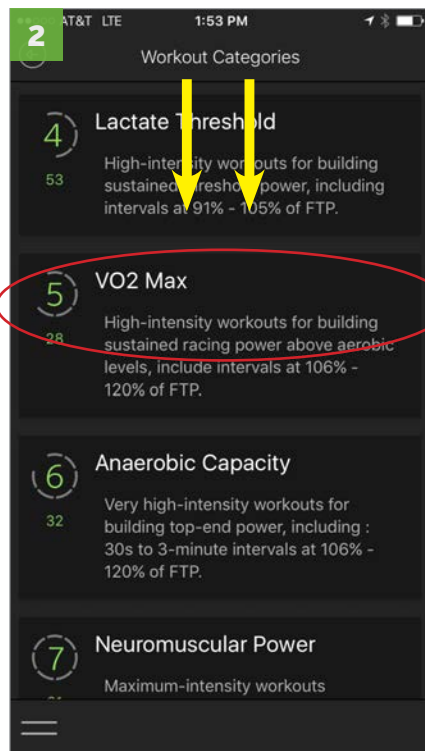 2
AT&T LTE 1:53 PM
Workout Categories
4
Lactate Threshold
53
High-intensity workouts for building
sustained threshold power, including
intervals at 91% - 105% of FTP.
5
VO2 Max
28
High-intensity workouts for building
sustained racing power above aerobic
levels, include intervals at 106% -
120% of FTP.
6
Anaerobic Capacity
32
Very high-intensity workouts for
building top-end power, including :
30s to 3-minute intervals at 106% -
120% of FTP.
7
Neuromuscular Power
Maximum-intensity workouts